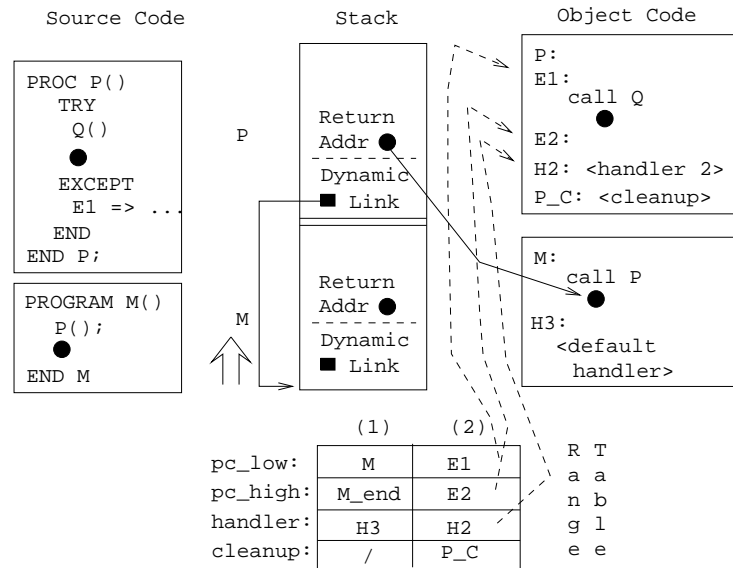 Source Code
Stack
Object Code
PROC P()
TRY
Q()
EXCEPT
E1 => ...
END
END P;
PROGRAM M()
P();
END M
P
Return
Addr
Dynamic
Link
M
Return
Addr
Dynamic
Link
P:
E1:
call Q
E2:
H2: <handler 2>
P_C: <cleanup>
M:
call P
H3:
<default
handler>
(1) (2)
pc_low: M E1
pc_high: M_end E2
handler: H3 H2
cleanup: / P_C
Range
Table